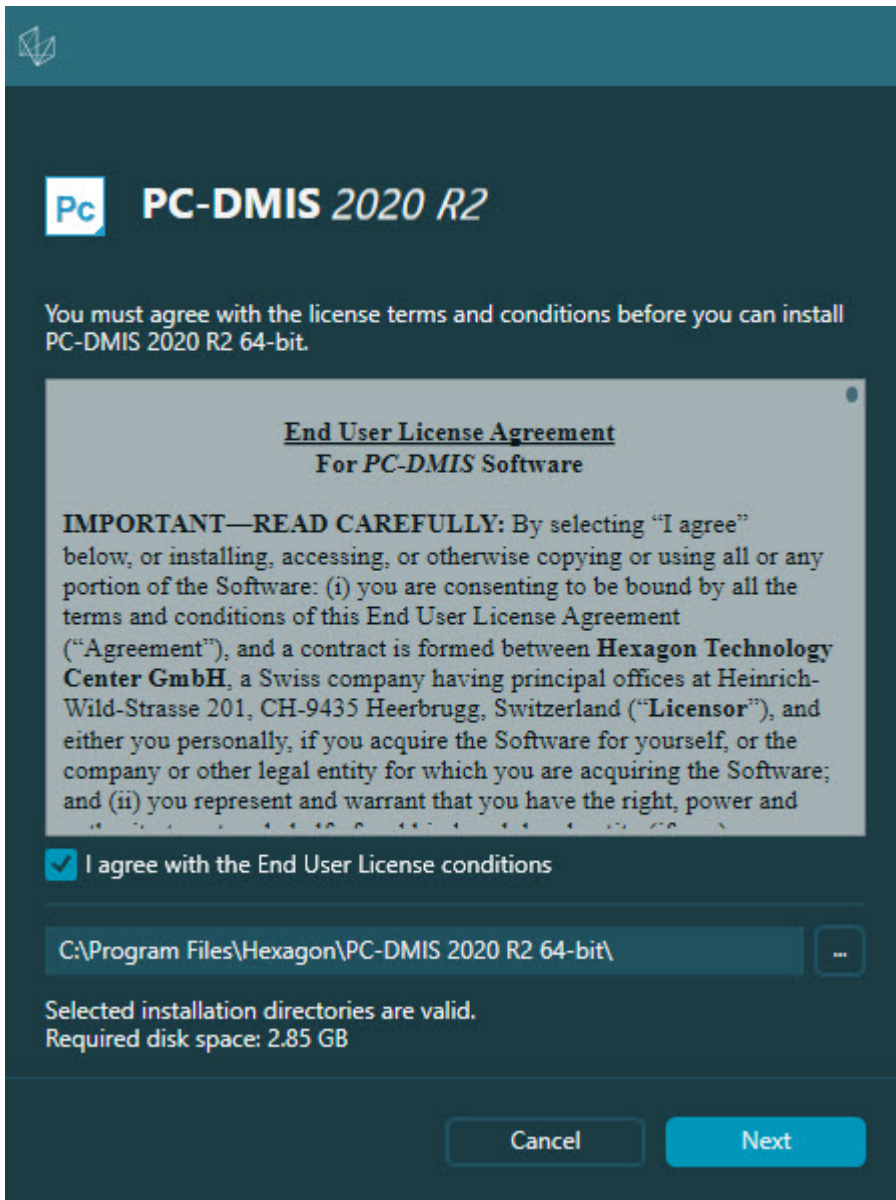 Pc
PC-DMIS 2020 R2
You must agree with the license terms and conditions before you can install
PC-DMIS 2020 R2 64-bit.
End User License Agreement
For PC-DMIS Software
IMPORTANT—READ CAREFULLY: By selecting “I agree”
below, or installing, accessing, or otherwise copying or using all or any
portion of the Software: (i) you are consenting to be bound by all the
terms and conditions of this End User License Agreement
(“Agreement”), and a contract is formed between Hexagon Technology
Center GmbH, a Swiss company having principal offices at Heinrich-
Wild-Strasse 201, CH-9435 Heerbrugg, Switzerland (“Licensor”), and
either you personally, if you acquire the Software for yourself, or the
company or other legal entity for which you are acquiring the Software;
and (ii) you represent and warrant that you have the right, power and
I agree with the End User License conditions
C:\Program Files\Hexagon\PC-DMIS 2020 R2 64-bit\
...
Selected installation directories are valid.
Required disk space: 2.85 GB
Cancel
Next